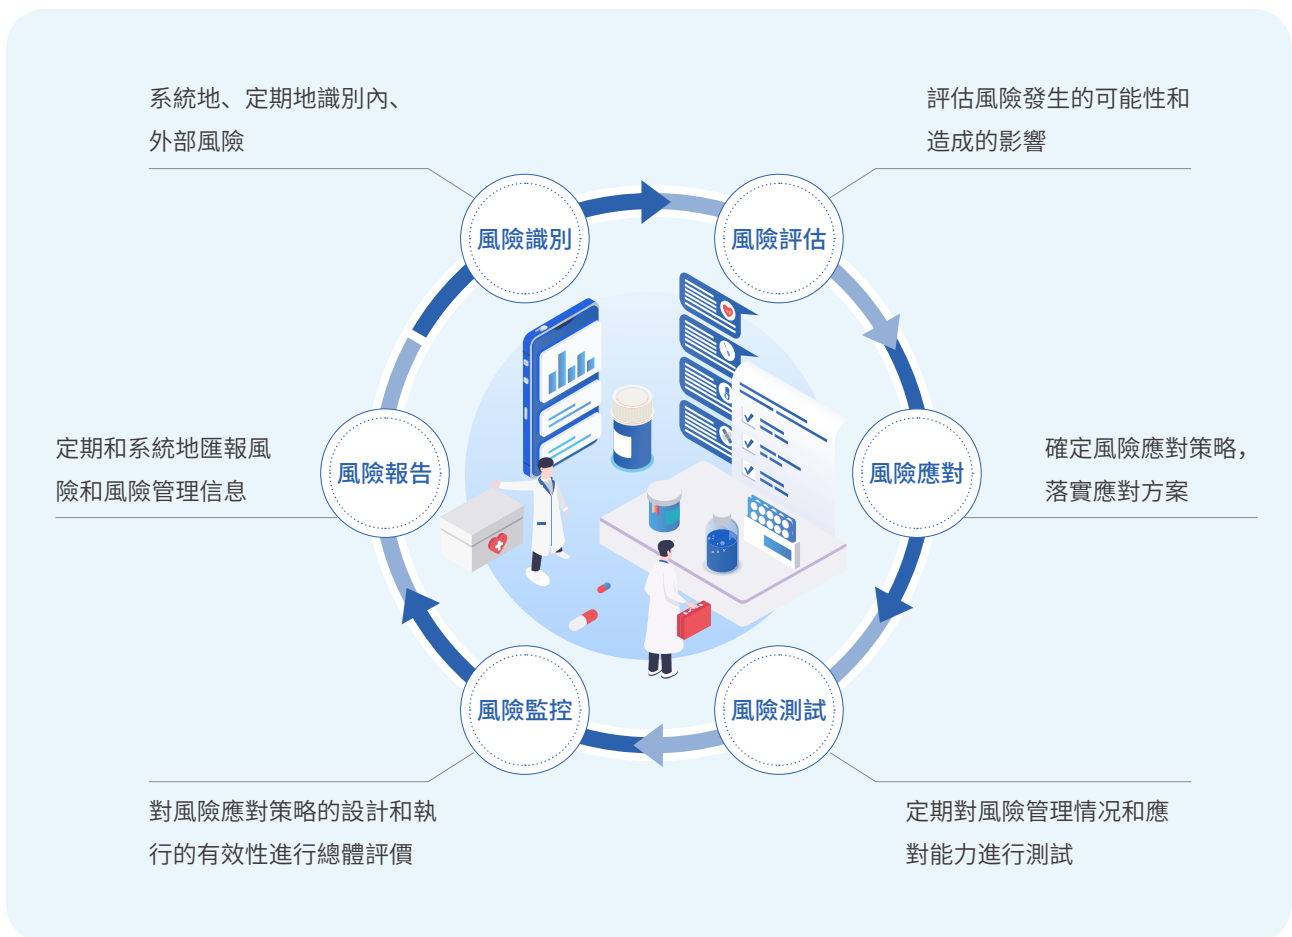 系統地、定期地識別內、
外部風險
風險識別
評估風險發生的可能性和
造成的影響
風險評估
確定風險應對策略，
落實應對方案
風險應對
定期對風險管理情況和應
對能力進行測試
風險測試
對風險應對策略的設計和執
行的有效性進行總體評價
風險監控
定期和系統地匯報風
險和風險管理信息
風險報告